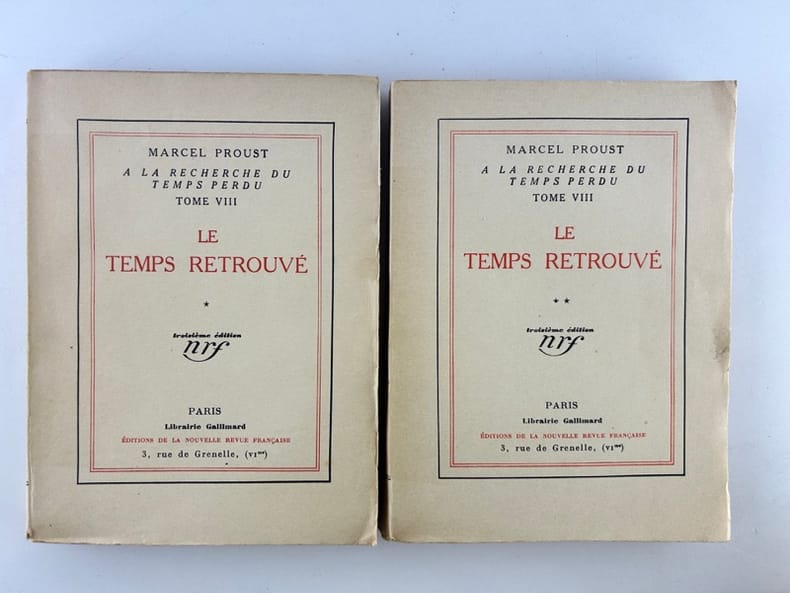 MARCEL PROUST
A LA RECHERCHE DU
TEMPS PERDU
TOME VIII
LE
TEMPS RETROUVÉ
*
troisième édition
nrf
PARIS
Librairie Gallimard
ÉDITIONS DE LA NOUVELLE REVUE FRANÇAISE
3, rue de Grenelle, (VIme)
MARCEL PROUST
A LA RECHERCHE DU
TEMPS PERDU
TOME VIII
LE
TEMPS RETROUVÉ
**
troisième édition
nrf
PARIS
Librairie Gallimard
ÉDITIONS DE LA NOUVELLE REVUE FRANÇAISE
3, rue de Grenelle, (VIme)